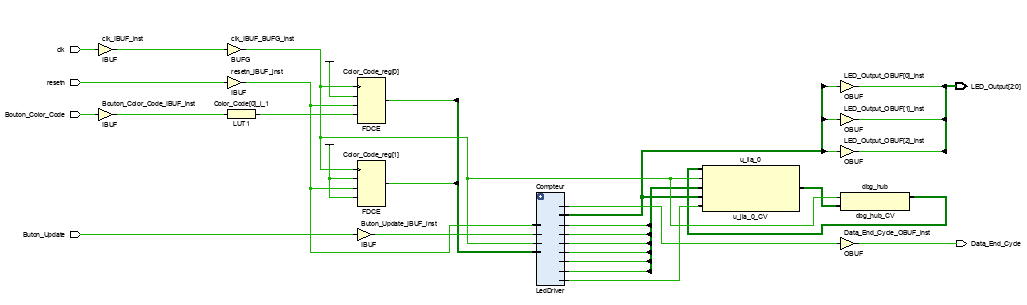 clk
clk_IBUF_inst
IBUF
clk_IBUF_BUFG_inst
BUFG
resetn
resetn_IBUF_inst
IBUF
Bouton_Color_Code
Bouton_Color_Code_IBUF_inst
IBUF
Color_Code[0]_i_1
LUT1
Color_Code_reg[0]
FDCE
Color_Code_reg[1]
FDCE
Buton_Update
Buton_Update_IBUF_inst
IBUF
Compteur
LedDriver
u_ila_0
u_ila_0_CV
dbg_hub
dbg_hub_CV
LED_Output_OBUF[0]_inst
OBUF
LED_Output_OBUF[1]_inst
OBUF
LED_Output_OBUF[2]_inst
OBUF
LED_Output[2:0]
Data_End_Cycle_OBUF_inst
OBUF
Data_End_Cycle